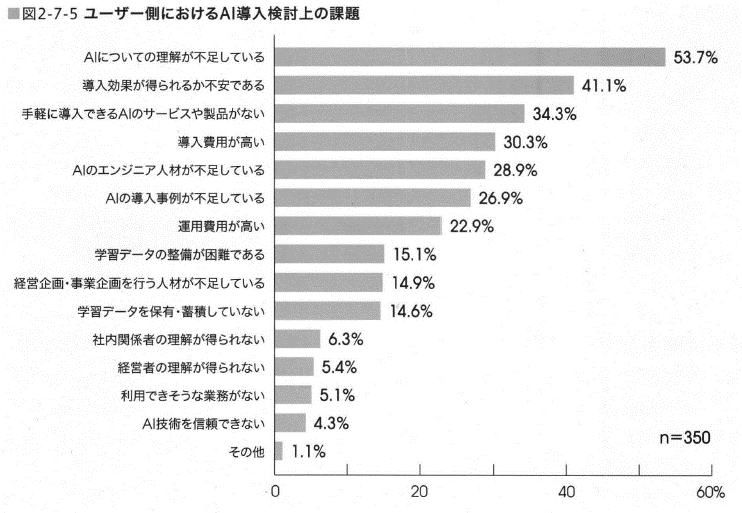 ■図2-7-5 ユーザー側におけるAI導入検討上の課題
AIについての理解が不足している 53.7%
導入効果が得られるか不安である 41.1%
手軽に導入できるAIのサービスや製品がない 34.3%
導入費用が高い 30.3%
AIのエンジニア人材が不足している 28.9%
AIの導入事例が不足している 26.9%
運用費用が高い 22.9%
学習データの整備が困難である 15.1%
経営企画・事業企画を行う人材が不足している 14.9%
学習データを保有・蓄積していない 14.6%
社内関係者の理解が得られない 6.3%
経営者の理解が得られない 5.4%
利用できそうな業務がない 5.1%
AI技術を信頼できない 4.3%
その他 1.1%
n=350
0 20 40 60%